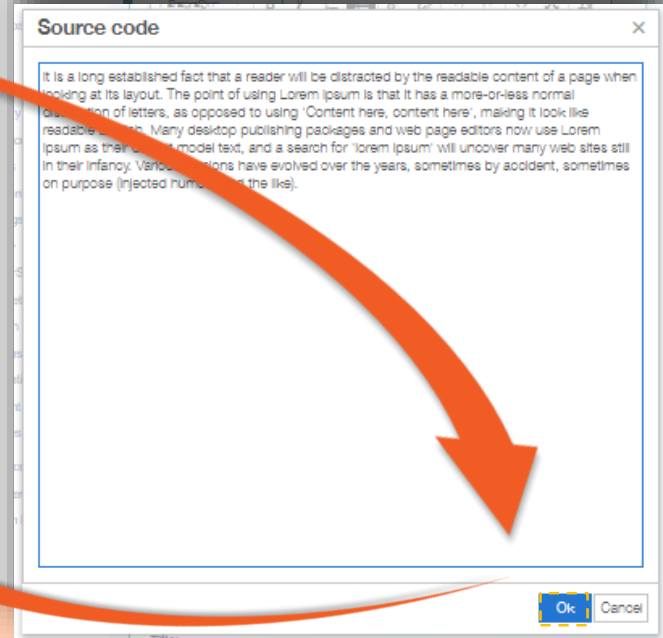 Source code
It is a long established fact that a reader will be distracted by the readable content of a page when
looking at its layout. The point of using Lorem Ipsum is that it has a more-or-less normal
of letters, as opposed to using 'Content here, content here', making it look like
readable Many desktop publishing packages and web page editors now use Lorem
Ipsum as their model text, and a search for 'lorem ipsum' will uncover many web sites still
in their infancy. have evolved over the years, sometimes by accident, sometimes
on purpose (injected the like).
Ok Cancel